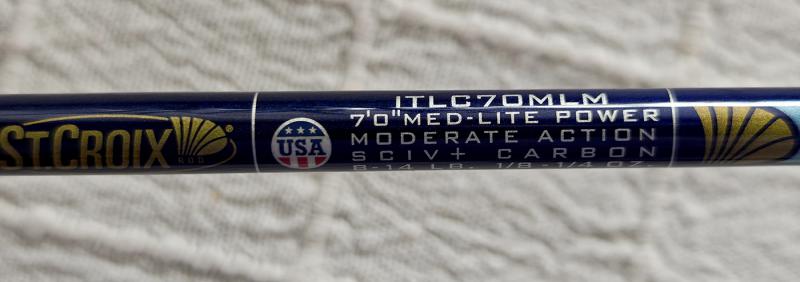 ST.CROIX
ROD
®
USA
ITLC70MLM
7'0"MED-LITE POWER
MODERATE ACTION
SCIV+ CARBON
8-14 LB. 1/8 -1/4 OZ.